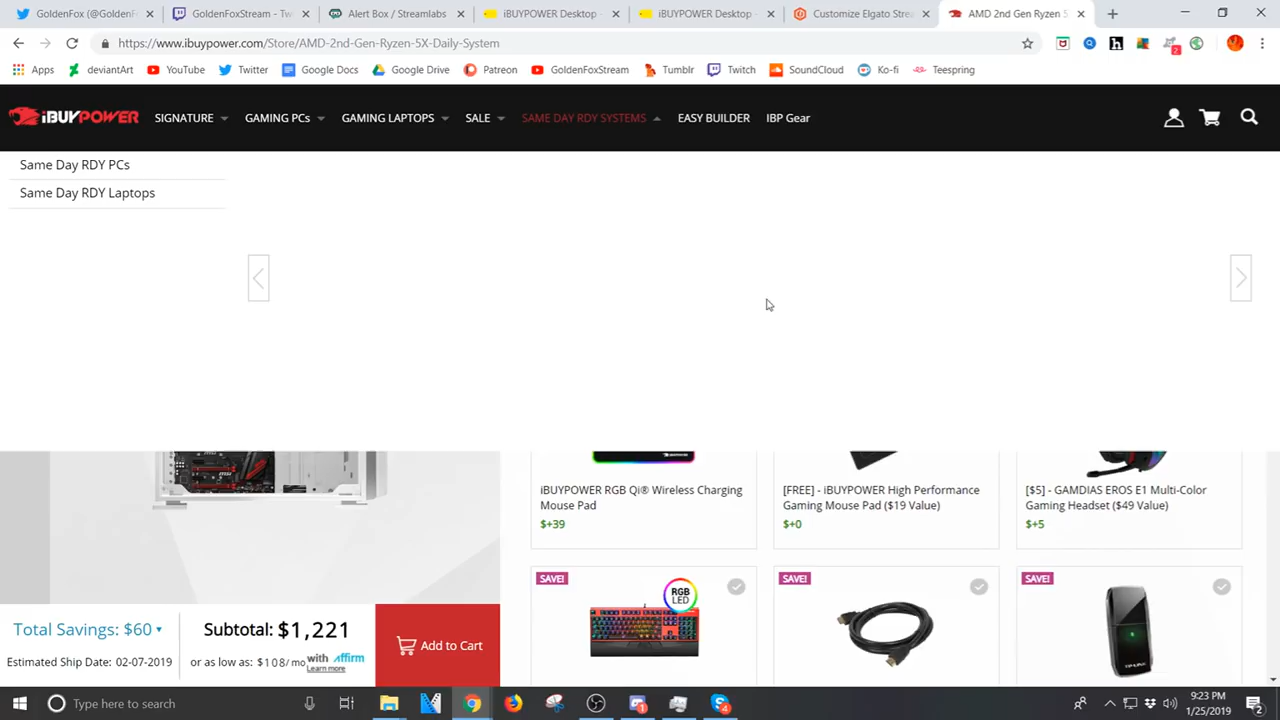 GoldenFox (@GoldenF
GoldenFoxStream - Tw
Alert Box / Streamlabs
iBUYPOWER Desktop -
iBUYPOWER Desktop -
Customize Elgato Strea
AMD 2nd Gen Ryzen 5
https://www.ibuypower.com/Store/AMD-2nd-Gen-Ryzen-5X-Daily-System
Apps
deviantArt
YouTube
Twitter
Google Docs
Google Drive
Patreon
GoldenFoxStream
Tumblr
Twitch
SoundCloud
Ko-fi
Teespring
iBUYPOWER
SIGNATURE
GAMING PCs
GAMING LAPTOPS
SALE
SAME DAY RDY SYSTEMS
EASY BUILDER
IBP Gear
Same Day RDY PCs
Same Day RDY Laptops
iBUYPOWER RGB Qi® Wireless Charging
Mouse Pad
$+39
[FREE] - iBUYPOWER High Performance
Gaming Mouse Pad ($19 Value)
$+0
[$5] - GAMDIAS EROS E1 Multi-Color
Gaming Headset ($49 Value)
$+5
SAVE!
RGB
LED
SAVE!
SAVE!
Total Savings: $60
Estimated Ship Date: 02-07-2019
Subtotal: $1,221
or as low as: $108/mo. with affirm
Learn more
Add to Cart
Type here to search
9:23 PM
1/25/2019